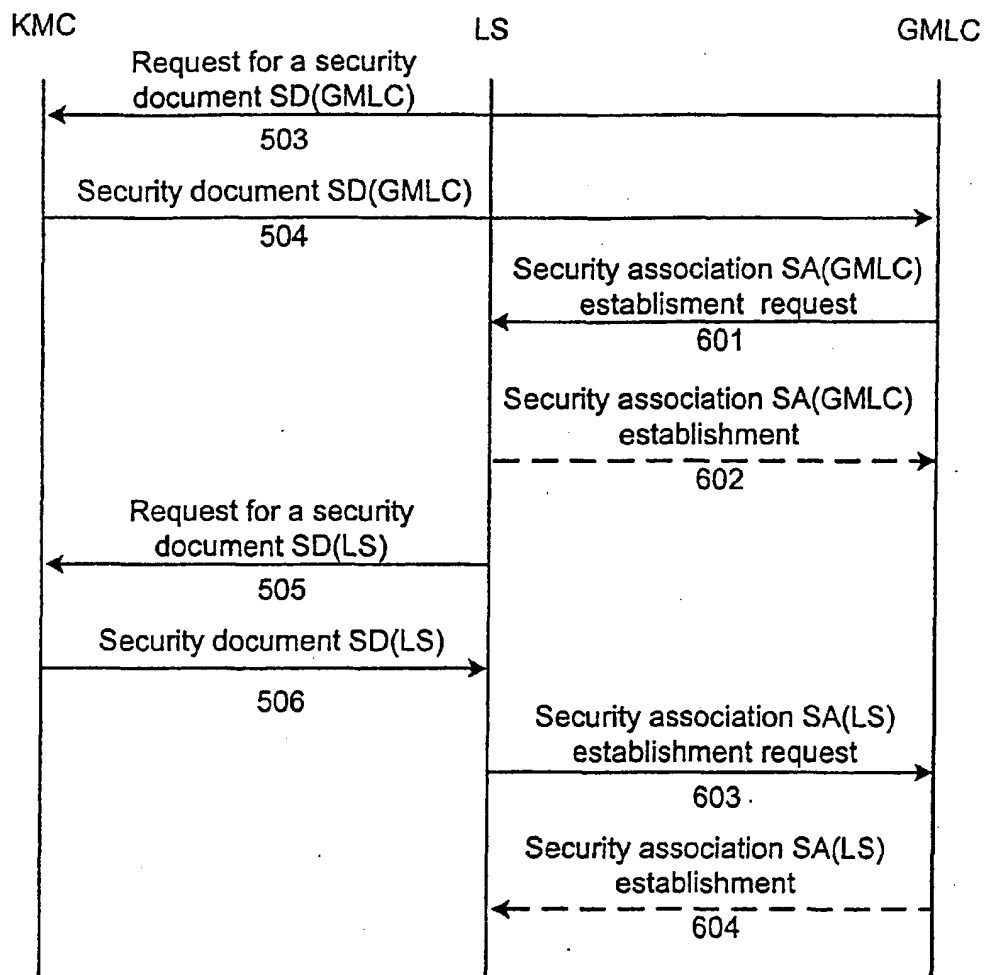 KMC
LS
GMLC
Request for a security
document SD(GMLC)
503
Security document SD(GMLC)
504
Security association SA(GMLC)
establisment request
601
Security association SA(GMLC)
establishment
602
Request for a security
document SD(LS)
505
Security document SD(LS)
506
Security association SA(LS)
establishment request
603
Security association SA(LS)
establishment
604